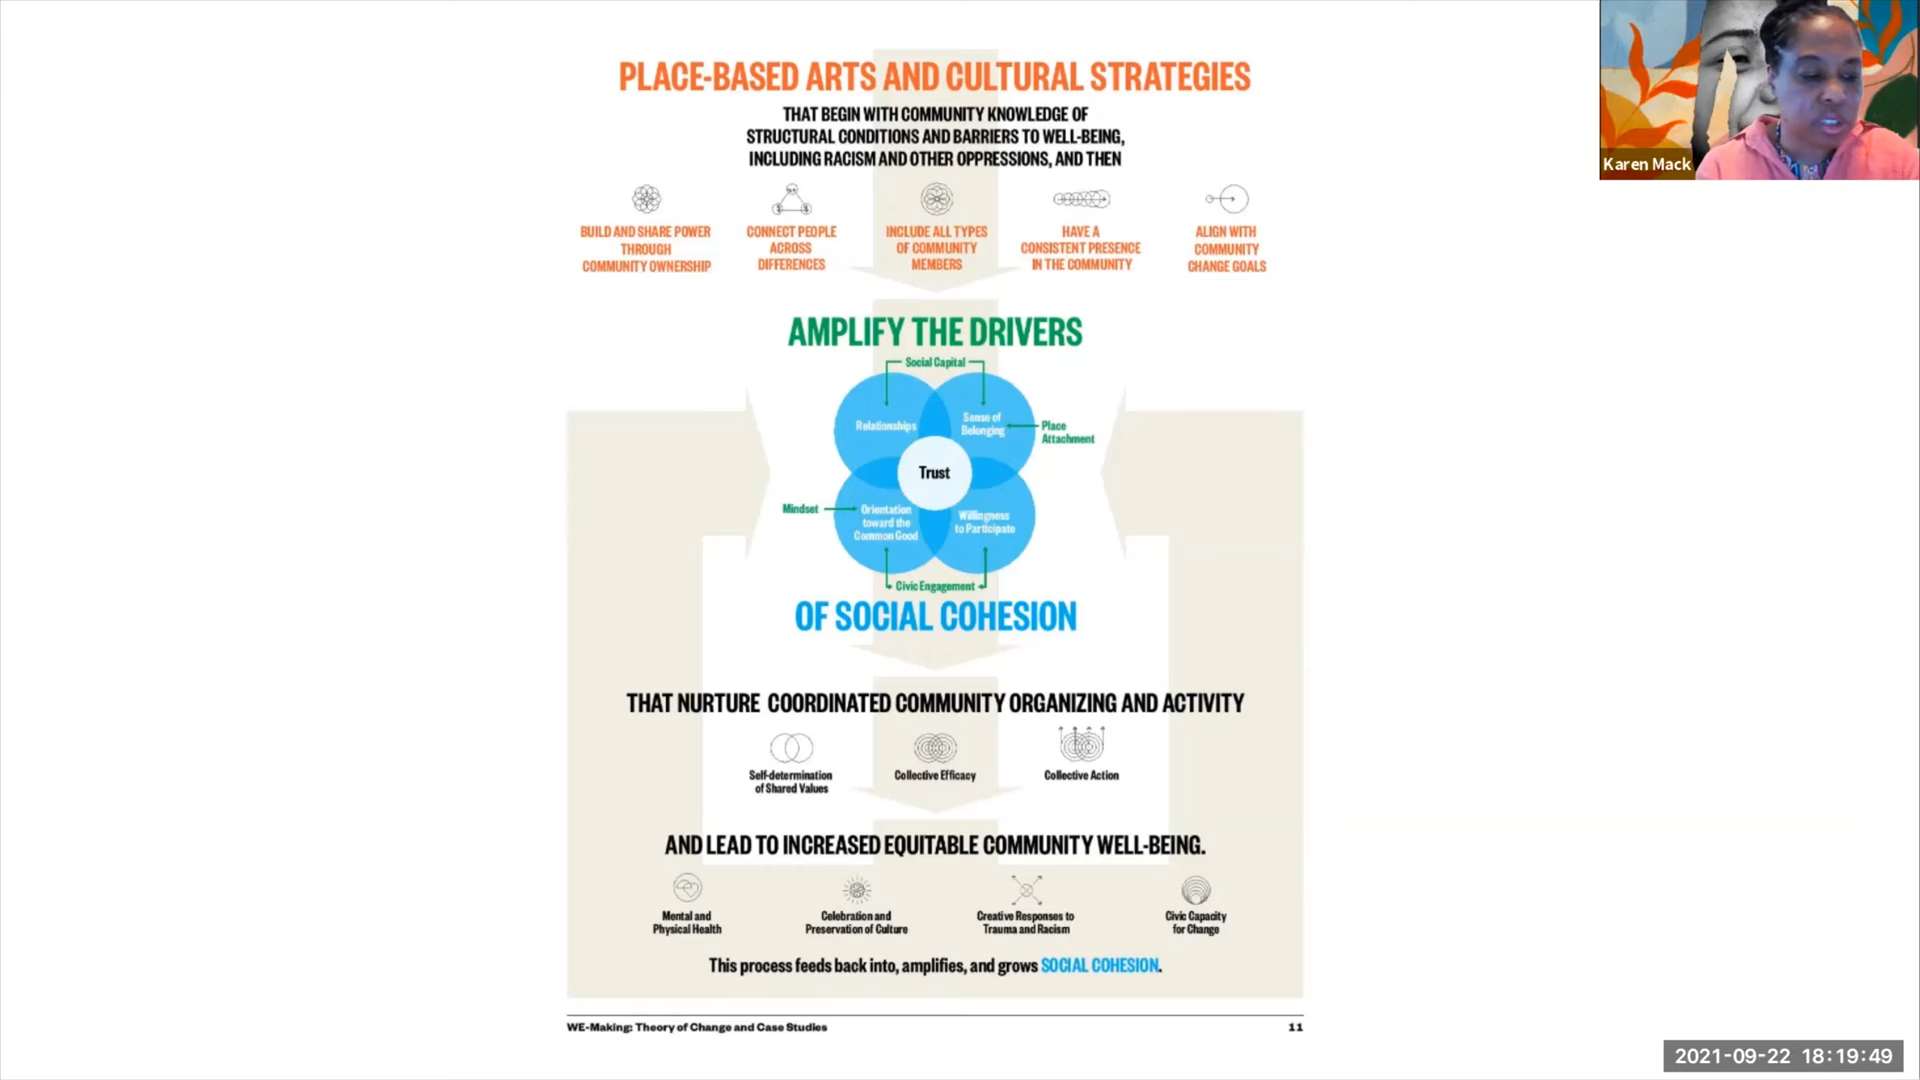 PLACE-BASED ARTS AND CULTURAL STRATEGIES
THAT BEGIN WITH COMMUNITY KNOWLEDGE OF
STRUCTURAL CONDITIONS AND BARRIERS TO WELL-BEING,
INCLUDING RACISM AND OTHER OPPRESSIONS, AND THEN
BUILD AND SHARE POWER
THROUGH
COMMUNITY OWNERSHIP
CONNECT PEOPLE
ACROSS
DIFFERENCES
INCLUDE ALL TYPES
OF COMMUNITY
MEMBERS
HAVE A
CONSISTENT PRESENCE
IN THE COMMUNITY
ALIGN WITH
COMMUNITY
CHANGE GOALS
AMPLIFY THE DRIVERS
Social Capital
Relationships
Sense of
Belonging
Place
Attachment
Trust
Mindset
Orientation
toward the
Common Good
Willingness
to Participate
Civic Engagement
OF SOCIAL COHESION
THAT NURTURE COORDINATED COMMUNITY ORGANIZING AND ACTIVITY
Self-determination
of Shared Values
Collective Efficacy
Collective Action
AND LEAD TO INCREASED EQUITABLE COMMUNITY WELL-BEING.
Mental and
Physical Health
Celebration and
Preservation of Culture
Creative Responses to
Trauma and Racism
Civic Capacity
for Change
This process feeds back into, amplifies, and grows SOCIAL COHESION.
WE-Making: Theory of Change and Case Studies
11
Karen Mack
2021-09-22 18:19:49